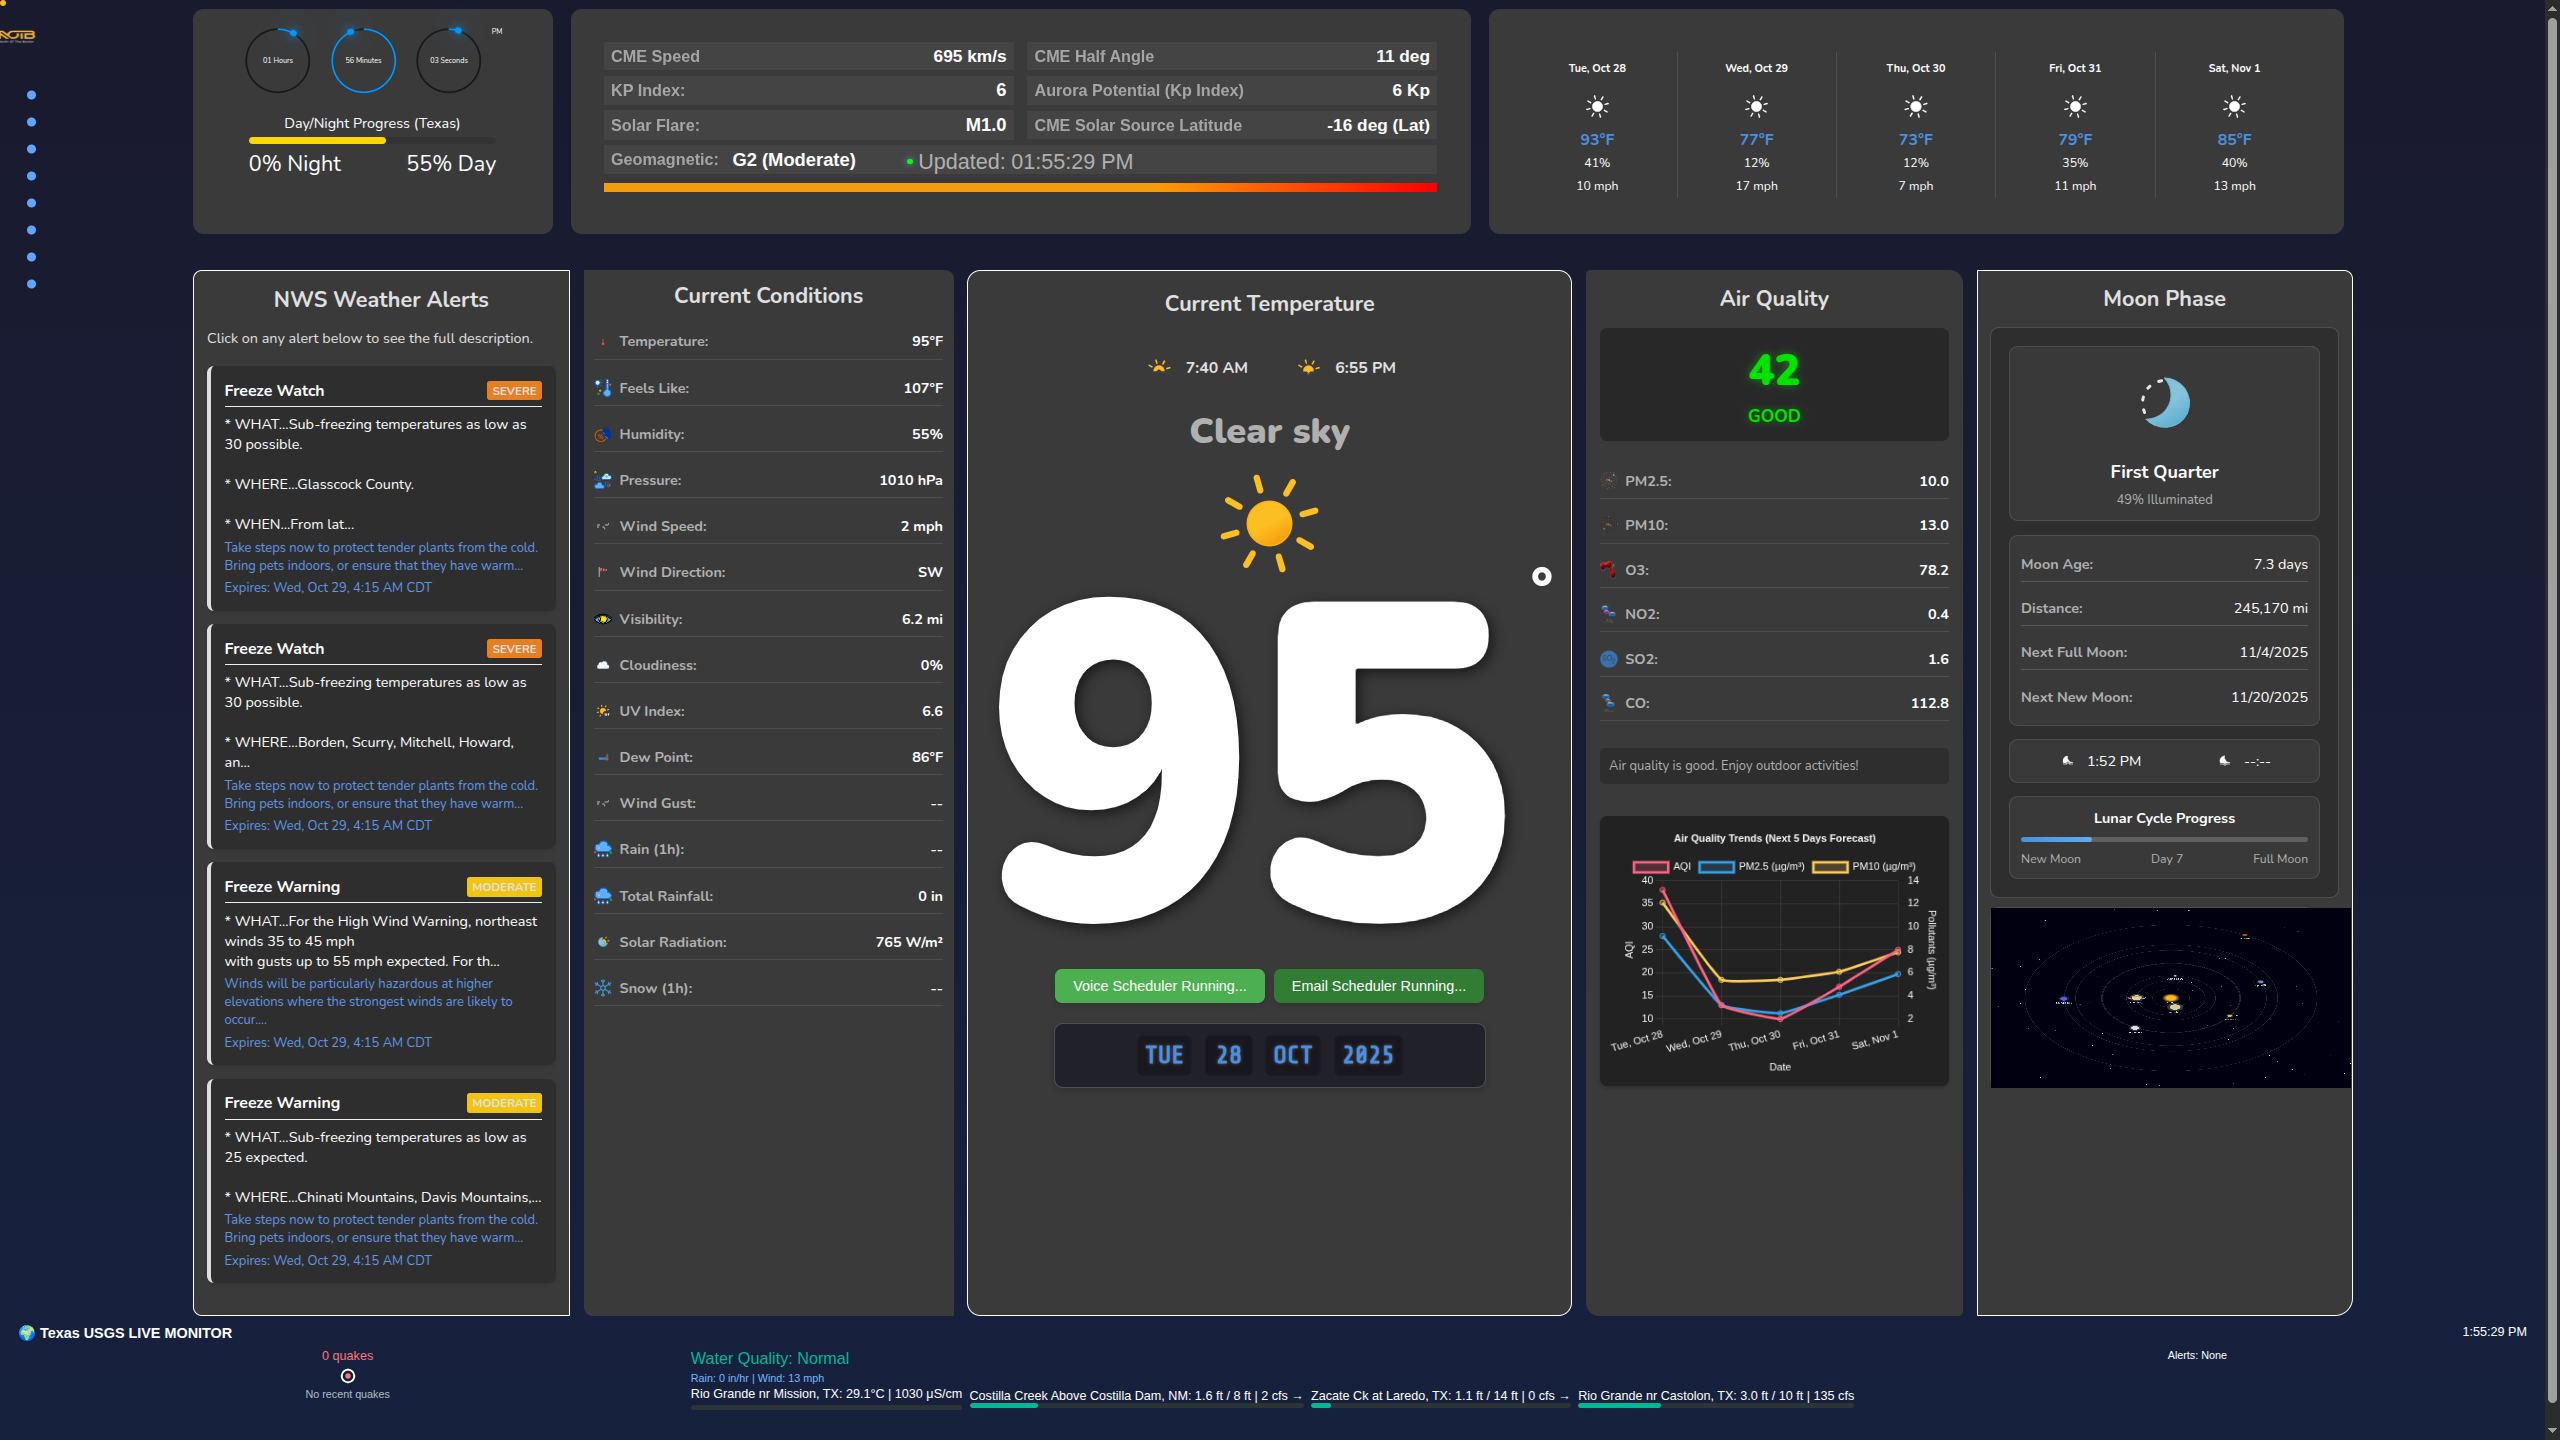 01 Hours
56 Minutes
03 Seconds
PM
Day/Night Progress (Texas)
0% Night
55% Day
CME Speed 695 km/s
CME Half Angle 11 deg
KP Index: 6
Aurora Potential (Kp Index) 6 Kp
Solar Flare: M1.0
CME Solar Source Latitude -16 deg (Lat)
Geomagnetic: G2 (Moderate)
Updated: 01:55:29 PM
Tue, Oct 28
93°F
41%
10 mph
Wed, Oct 29
77°F
12%
17 mph
Thu, Oct 30
73°F
12%
7 mph
Fri, Oct 31
79°F
35%
11 mph
Sat, Nov 1
85°F
40%
13 mph
NWS Weather Alerts
Click on any alert below to see the full description.
Freeze Watch SEVERE
* WHAT...Sub-freezing temperatures as low as
30 possible.
* WHERE...Glasscock County.
* WHEN...From lat...
Take steps now to protect tender plants from the cold.
Bring pets indoors, or ensure that they have warm...
Expires: Wed, Oct 29, 4:15 AM CDT
Freeze Watch SEVERE
* WHAT...Sub-freezing temperatures as low as
30 possible.
* WHERE...Borden, Scurry, Mitchell, Howard,
an...
Take steps now to protect tender plants from the cold.
Bring pets indoors, or ensure that they have warm...
Expires: Wed, Oct 29, 4:15 AM CDT
Freeze Warning MODERATE
* WHAT...For the High Wind Warning, northeast
winds 35 to 45 mph
with gusts up to 55 mph expected. For th...
Winds will be particularly hazardous at higher
elevations where the strongest winds are likely to
occur....
Expires: Wed, Oct 29, 4:15 AM CDT
Freeze Warning MODERATE
* WHAT...Sub-freezing temperatures as low as
25 expected.
* WHERE...Chinati Mountains, Davis Mountains,...
Take steps now to protect tender plants from the cold.
Bring pets indoors, or ensure that they have warm...
Expires: Wed, Oct 29, 4:15 AM CDT
Current Conditions
Temperature: 95°F
Feels Like: 107°F
Humidity: 55%
Pressure: 1010 hPa
Wind Speed: 2 mph
Wind Direction: SW
Visibility: 6.2 mi
Cloudiness: 0%
UV Index: 6.6
Dew Point: 86°F
Wind Gust: --
Rain (1h): --
Total Rainfall: 0 in
Solar Radiation: 765 W/m²
Snow (1h): --
Current Temperature
7:40 AM
6:55 PM
Clear sky
95°
Voice Scheduler Running...
Email Scheduler Running...
TUE 28 OCT 2025
Air Quality
42
GOOD
PM2.5: 10.0
PM10: 13.0
O3: 78.2
NO2: 0.4
SO2: 1.6
CO: 112.8
Air quality is good. Enjoy outdoor activities!
Air Quality Trends (Next 5 Days Forecast)
AQI PM2.5 (µg/m³) PM10 (µg/m³)
40 14
35 12
30 10
25 8
20 6
15 4
10 2
AQI
Pollutants (µg/m³)
Tue, Oct 28 Wed, Oct 29 Thu, Oct 30 Fri, Oct 31 Sat, Nov 1
Date
Moon Phase
First Quarter
49% Illuminated
Moon Age: 7.3 days
Distance: 245,170 mi
Next Full Moon: 11/4/2025
Next New Moon: 11/20/2025
1:52 PM
--:--
Lunar Cycle Progress
New Moon Day 7 Full Moon
Texas USGS LIVE MONITOR
1:55:29 PM
0 quakes
No recent quakes
Water Quality: Normal
Rain: 0 in/hr | Wind: 13 mph
Rio Grande nr Mission, TX: 29.1°C | 1030 µS/cm
Costilla Creek Above Costilla Dam, NM: 1.6 ft / 8 ft | 2 cfs →
Zacate Ck at Laredo, TX: 1.1 ft / 14 ft | 0 cfs →
Rio Grande nr Castolon, TX: 3.0 ft / 10 ft | 135 cfs
Alerts: None